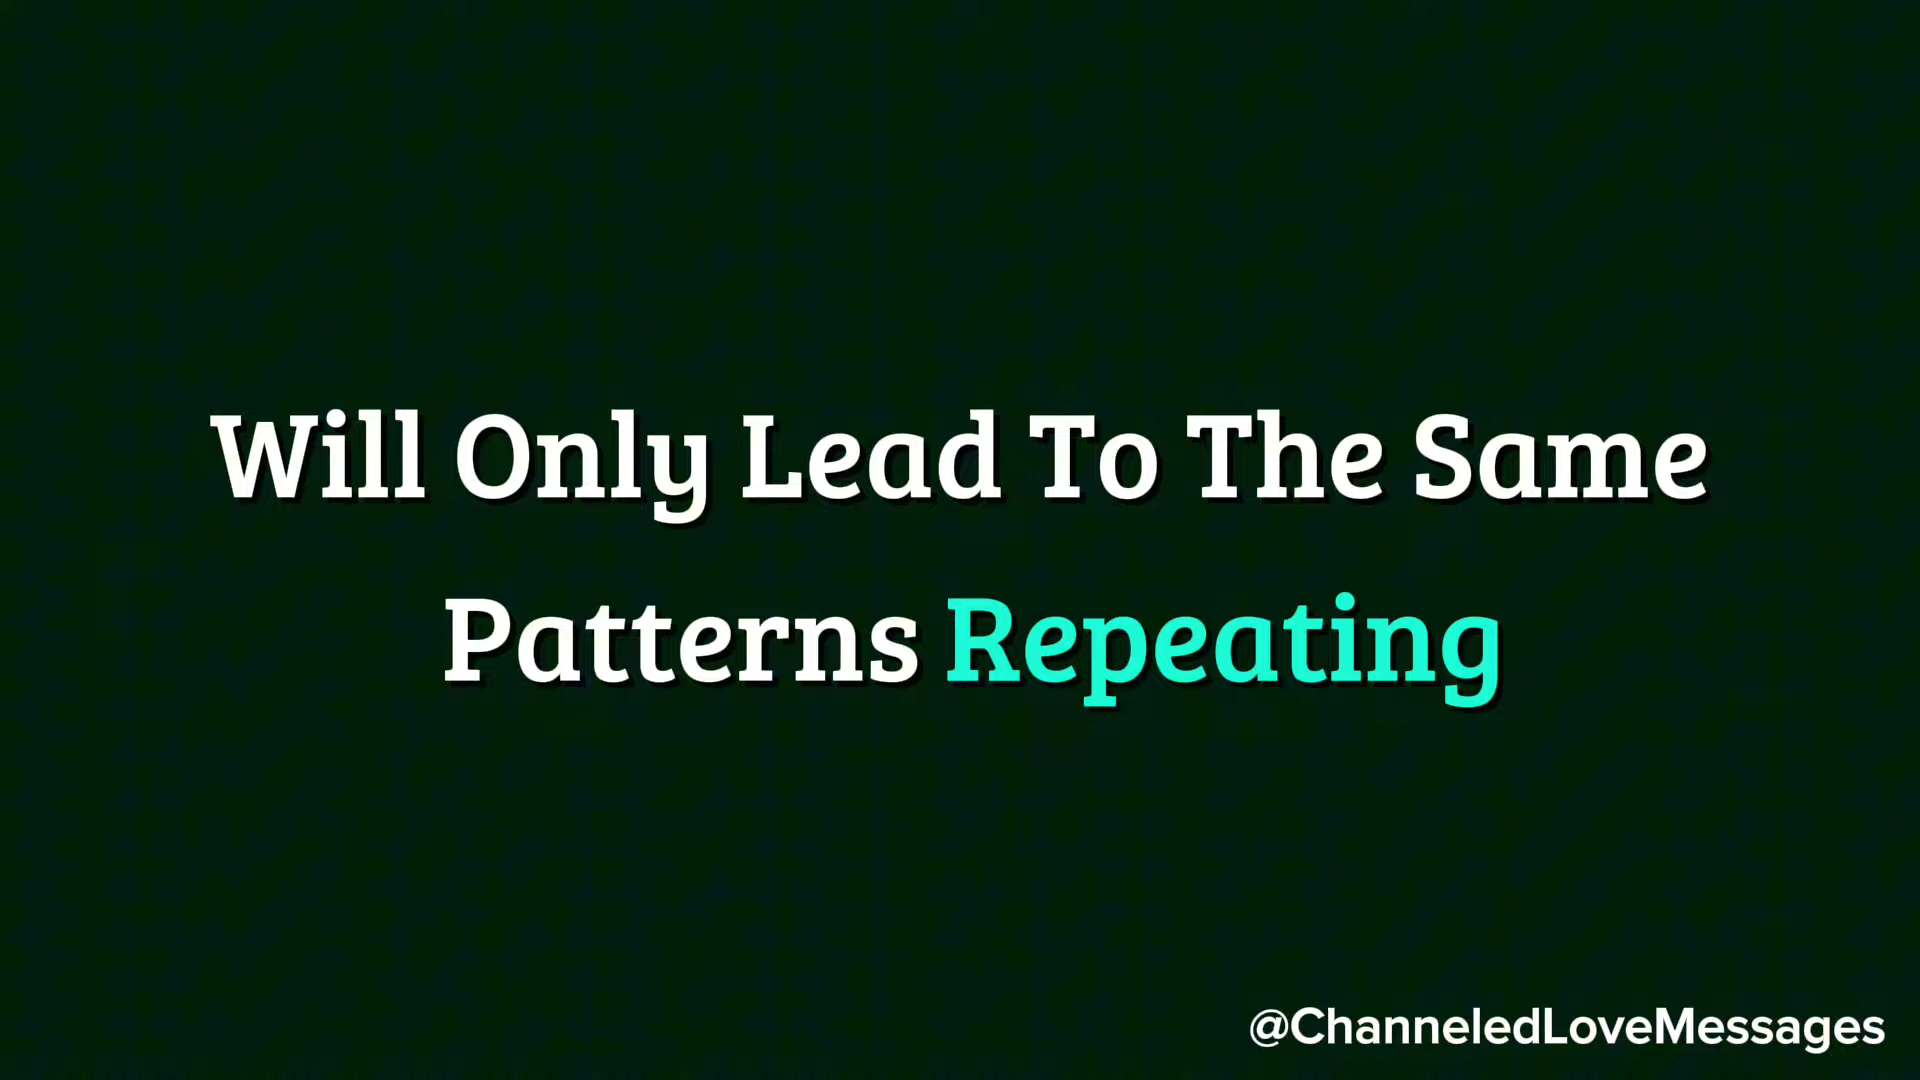 Will Only Lead To The Same
Patterns Repeating
@ChanneledLoveMessages